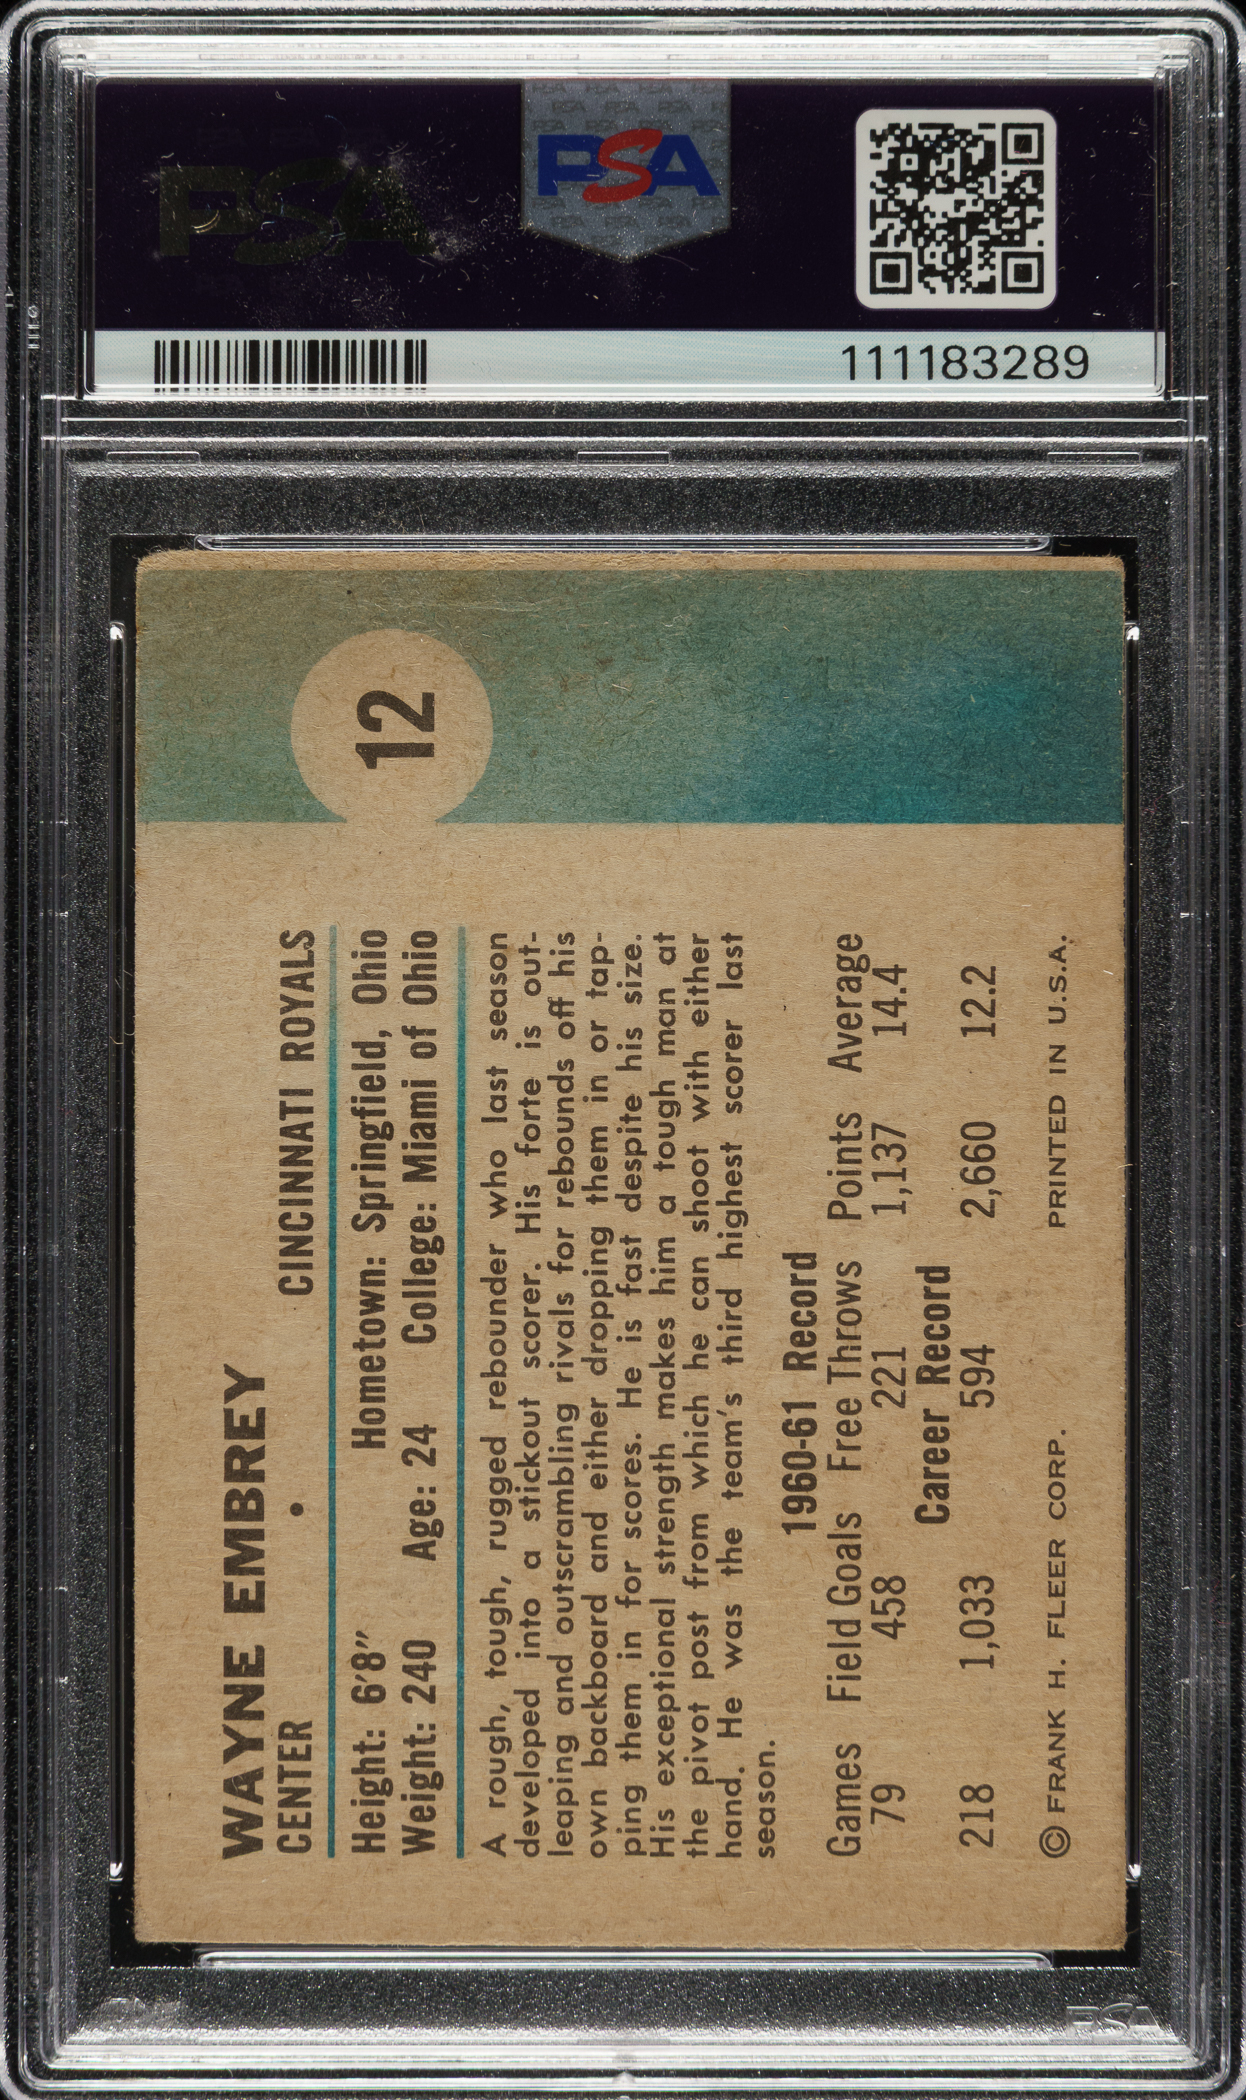 PSA
PSA
111183289
12
WAYNE EMBREY
CENTER • CINCINNATI ROYALS
Height: 6'8" Hometown: Springfield, Ohio
Weight: 240 Age: 24 College: Miami of Ohio
A rough, tough, rugged rebounder who last season
developed into a stickout scorer. His forte is out-
leaping and outscrambling rivals for rebounds off his
own backboard and either dropping them in or tap-
ping them in for scores. He is fast despite his size.
His exceptional strength makes him a tough man at
the pivot post from which he can shoot with either
hand. He was the team's third highest scorer last
season.
1960-61 Record
Games Field Goals Free Throws Points Average
79 458 221 1,137 14.4
Career Record
218 1,033 594 2,660 12.2
© FRANK H. FLEER CORP. PRINTED IN U.S.A.
PSA